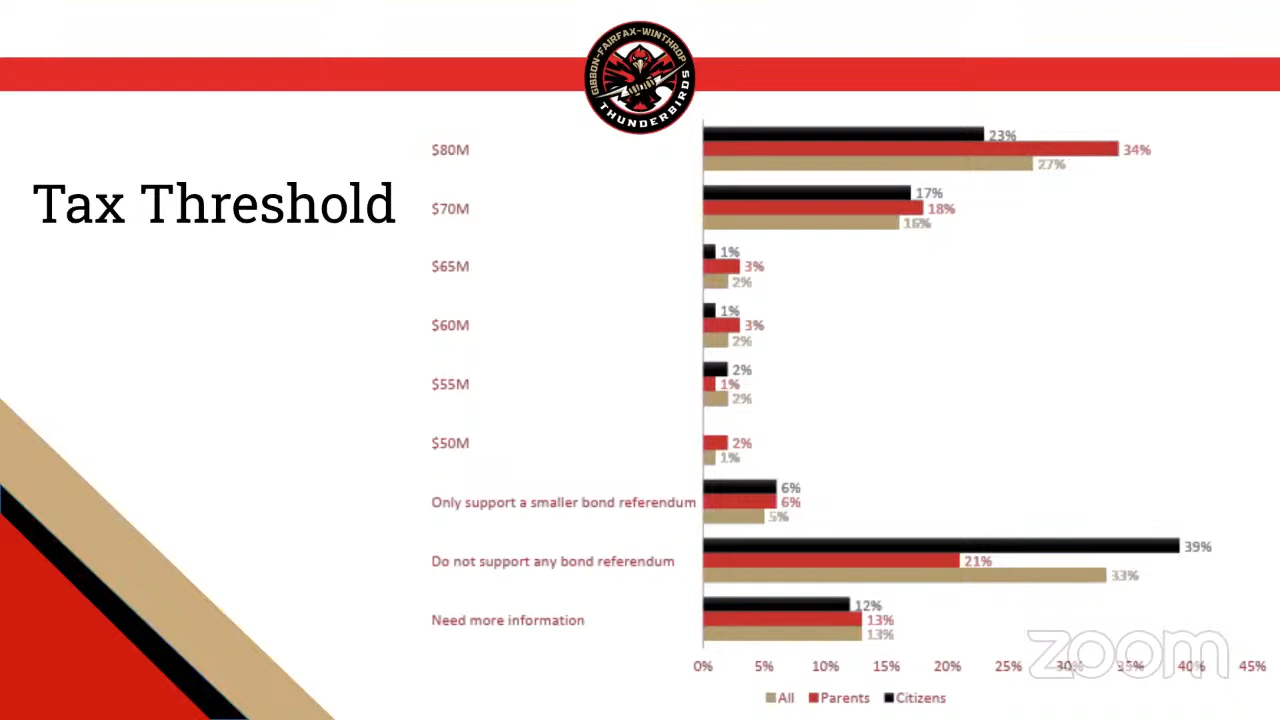 GIBBON-FAIRFAX-WINTHROP
THUNDERBIRDS
Tax Threshold
$80M
23%
34%
27%
$70M
17%
18%
16%
$65M
1%
3%
2%
$60M
1%
3%
2%
$55M
2%
1%
2%
$50M
2%
1%
Only support a smaller bond referendum
6%
6%
5%
Do not support any bond referendum
39%
21%
33%
Need more information
12%
13%
13%
0% 5% 10% 15% 20% 25% 30% 35% 40% 45%
All Parents Citizens
zoom